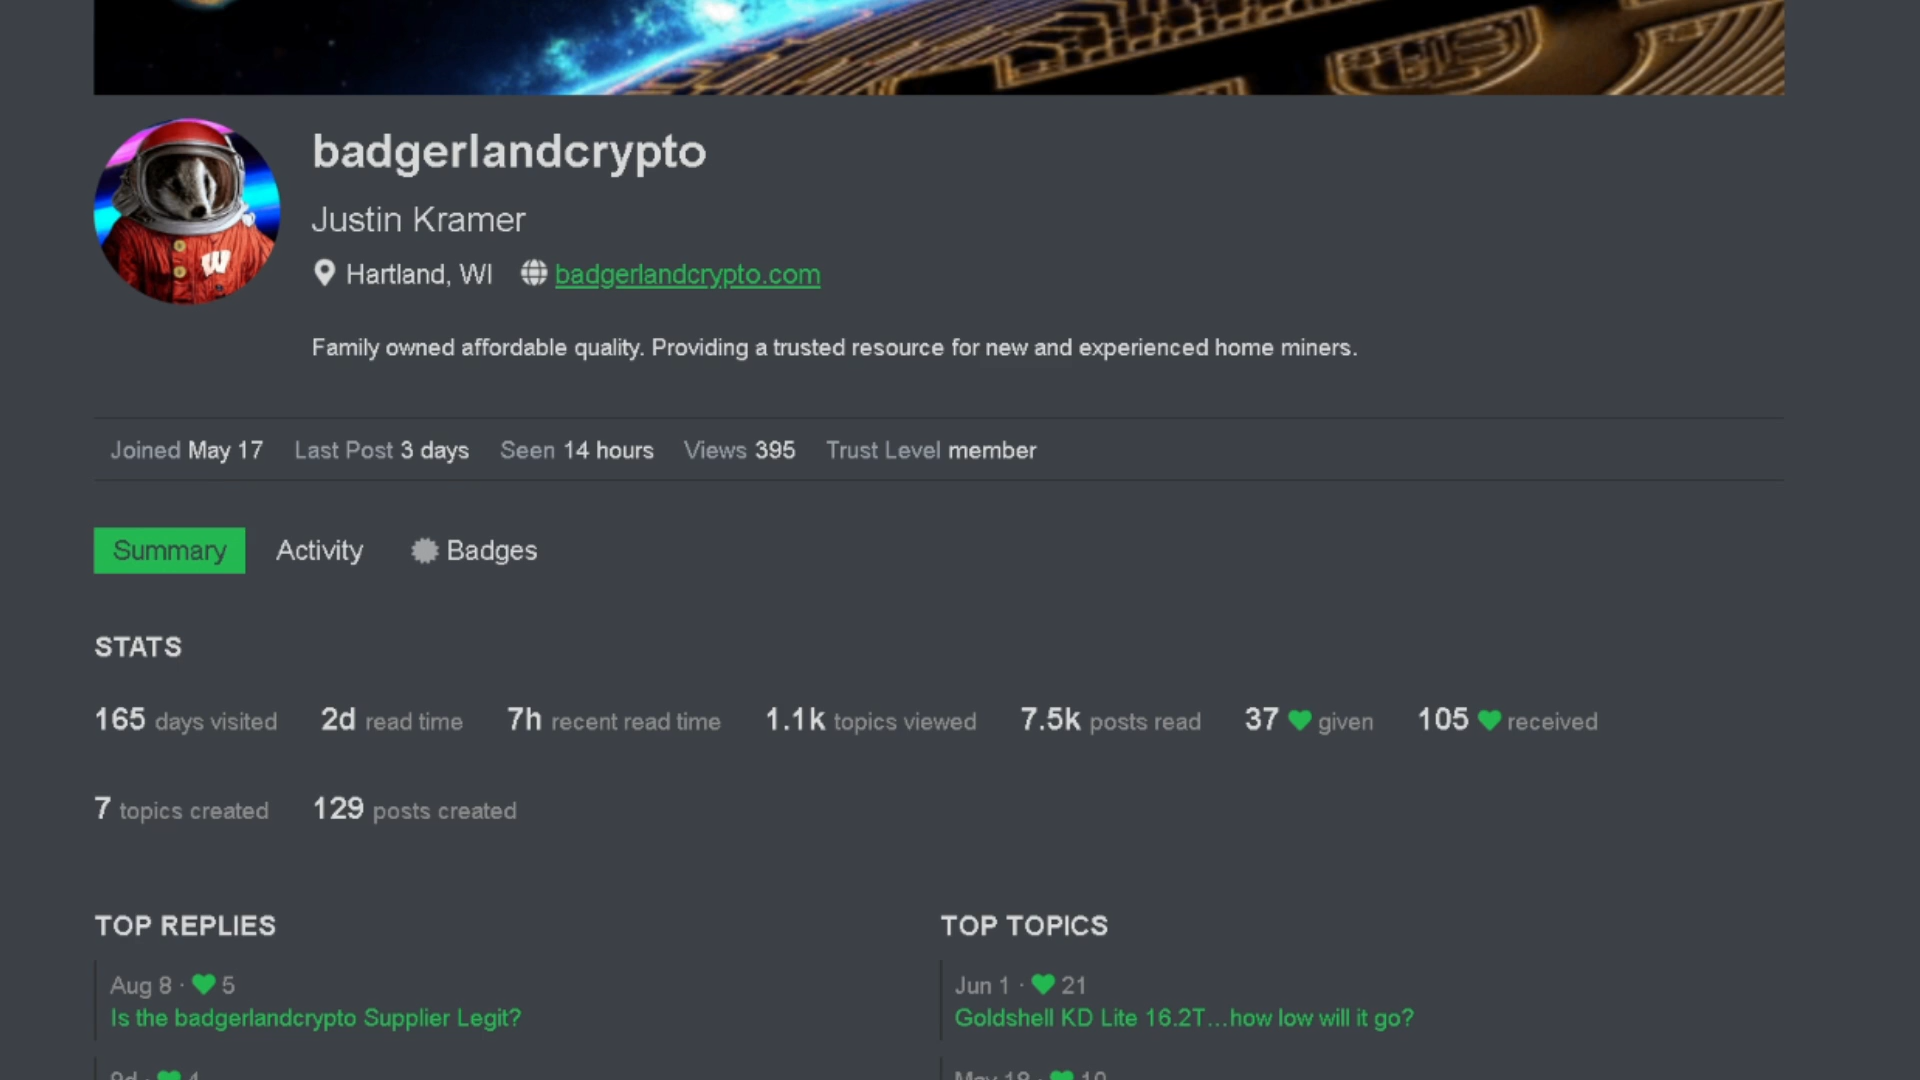 badgerlandcrypto
Justin Kramer
Hartland, WI badgerlandcrypto.com
Family owned affordable quality. Providing a trusted resource for new and experienced home miners.
Joined May 17 Last Post 3 days Seen 14 hours Views 395 Trust Level member
Summary Activity Badges
STATS
165 days visited 2d read time 7h recent read time 1.1k topics viewed 7.5k posts read 37 given 105 received
7 topics created 129 posts created
TOP REPLIES
Aug 8 · 5
Is the badgerlandcrypto Supplier Legit?
TOP TOPICS
Jun 1 · 21
Goldshell KD Lite 16.2T...how low will it go?
W